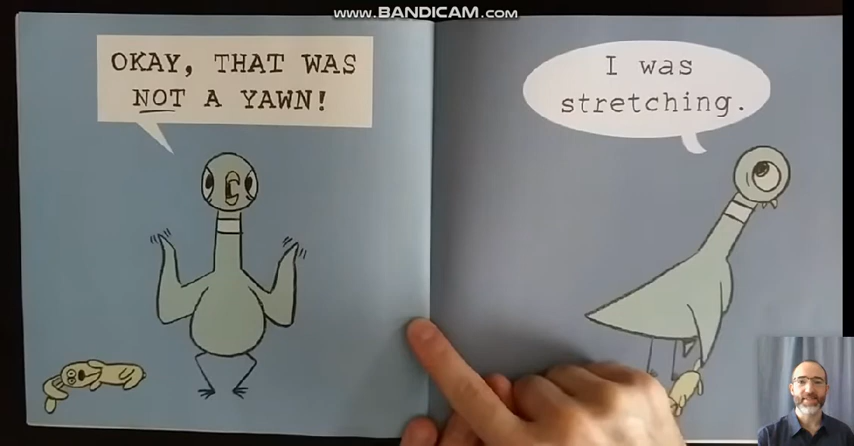 WWW.BANDICAM.COM
OKAY, THAT WAS
NOT A YAWN!
I was
stretching.